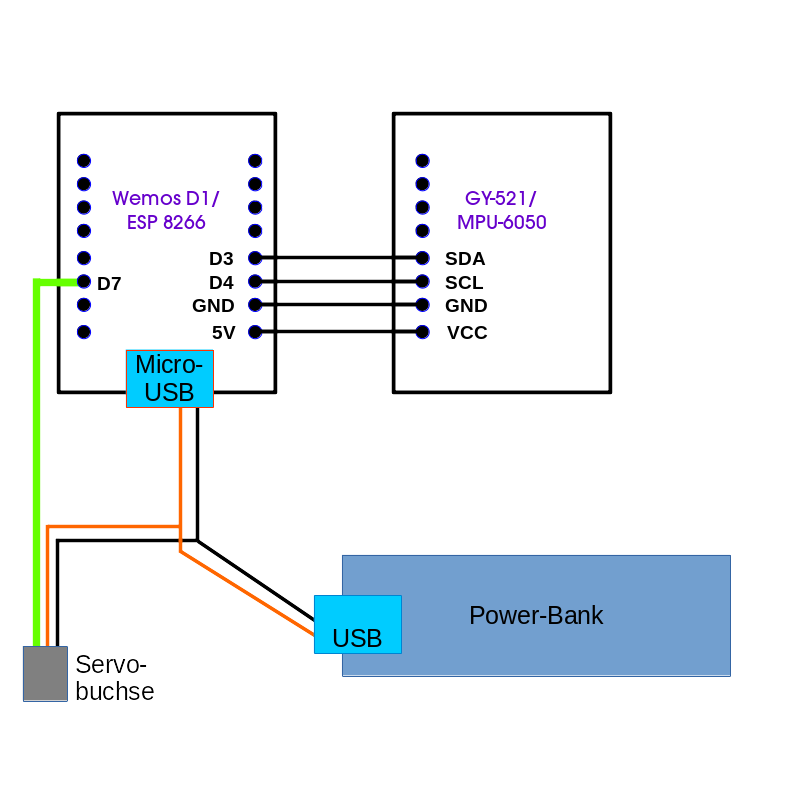 Wemos D1/
ESP 8266
GY-521/
MPU-6050
D3
SDA
D7
D4
SCL
GND
GND
5V
VCC
Micro-
USB
Power-Bank
USB
Servo-
buchse